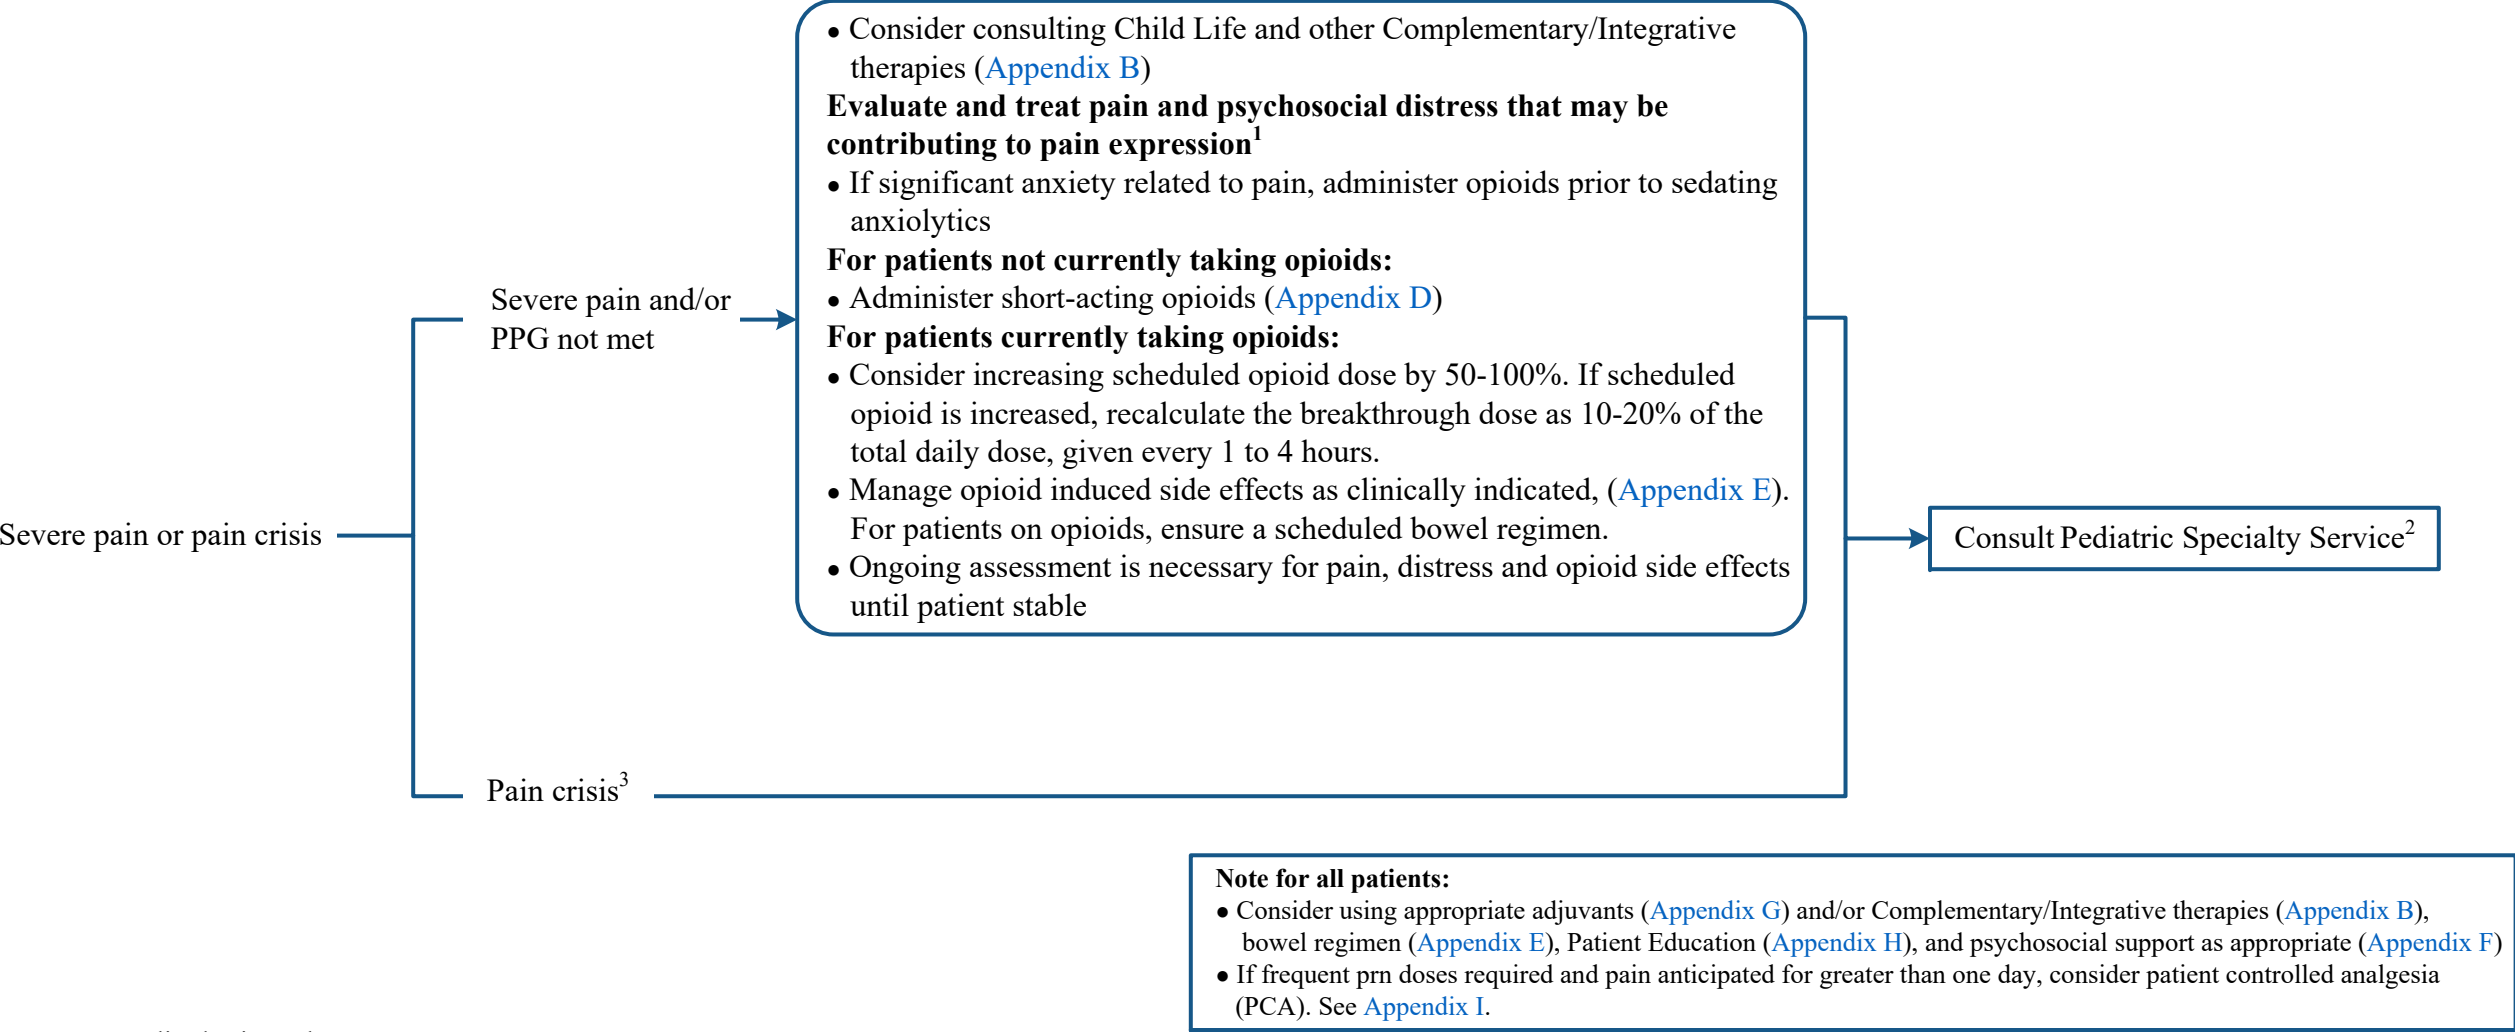 ● Consider consulting Child Life and other Complementary/Integrative
therapies (Appendix B)
Evaluate and treat pain and psychosocial distress that may be
contributing to pain expression¹
● If significant anxiety related to pain, administer opioids prior to sedating
anxiolytics
For patients not currently taking opioids:
● Administer short-acting opioids (Appendix D)
For patients currently taking opioids:
● Consider increasing scheduled opioid dose by 50-100%. If scheduled
opioid is increased, recalculate the breakthrough dose as 10-20% of the
total daily dose, given every 1 to 4 hours.
● Manage opioid induced side effects as clinically indicated, (Appendix E).
For patients on opioids, ensure a scheduled bowel regimen.
● Ongoing assessment is necessary for pain, distress and opioid side effects
until patient stable
Severe pain and/or
PPG not met
Severe pain or pain crisis
Consult Pediatric Specialty Service²
Pain crisis³
Note for all patients:
● Consider using appropriate adjuvants (Appendix G) and/or Complementary/Integrative therapies (Appendix B),
bowel regimen (Appendix E), Patient Education (Appendix H), and psychosocial support as appropriate (Appendix F)
● If frequent prn doses required and pain anticipated for greater than one day, consider patient controlled analgesia
(PCA). See Appendix I.